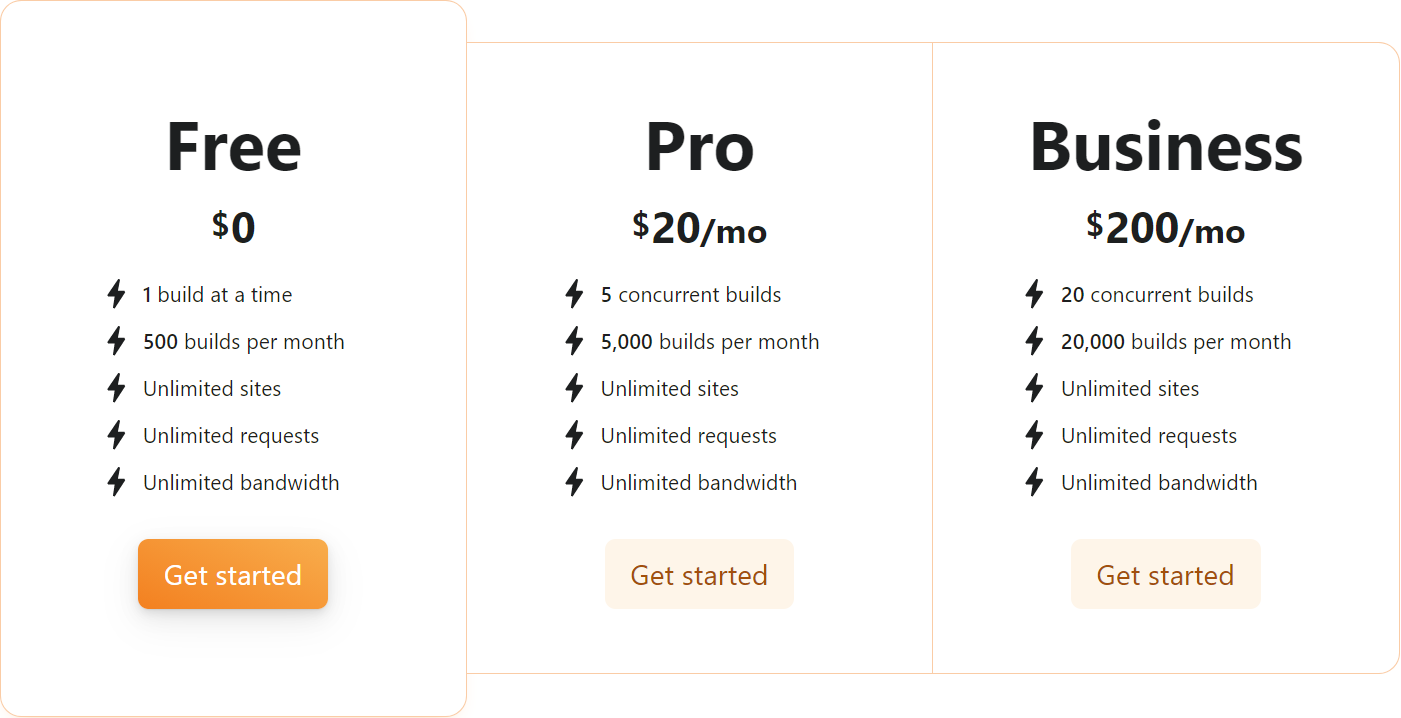 Free
$0
1 build at a time
500 builds per month
Unlimited sites
Unlimited requests
Unlimited bandwidth
Get started
Pro
$20/mo
5 concurrent builds
5,000 builds per month
Unlimited sites
Unlimited requests
Unlimited bandwidth
Get started
Business
$200/mo
20 concurrent builds
20,000 builds per month
Unlimited sites
Unlimited requests
Unlimited bandwidth
Get started